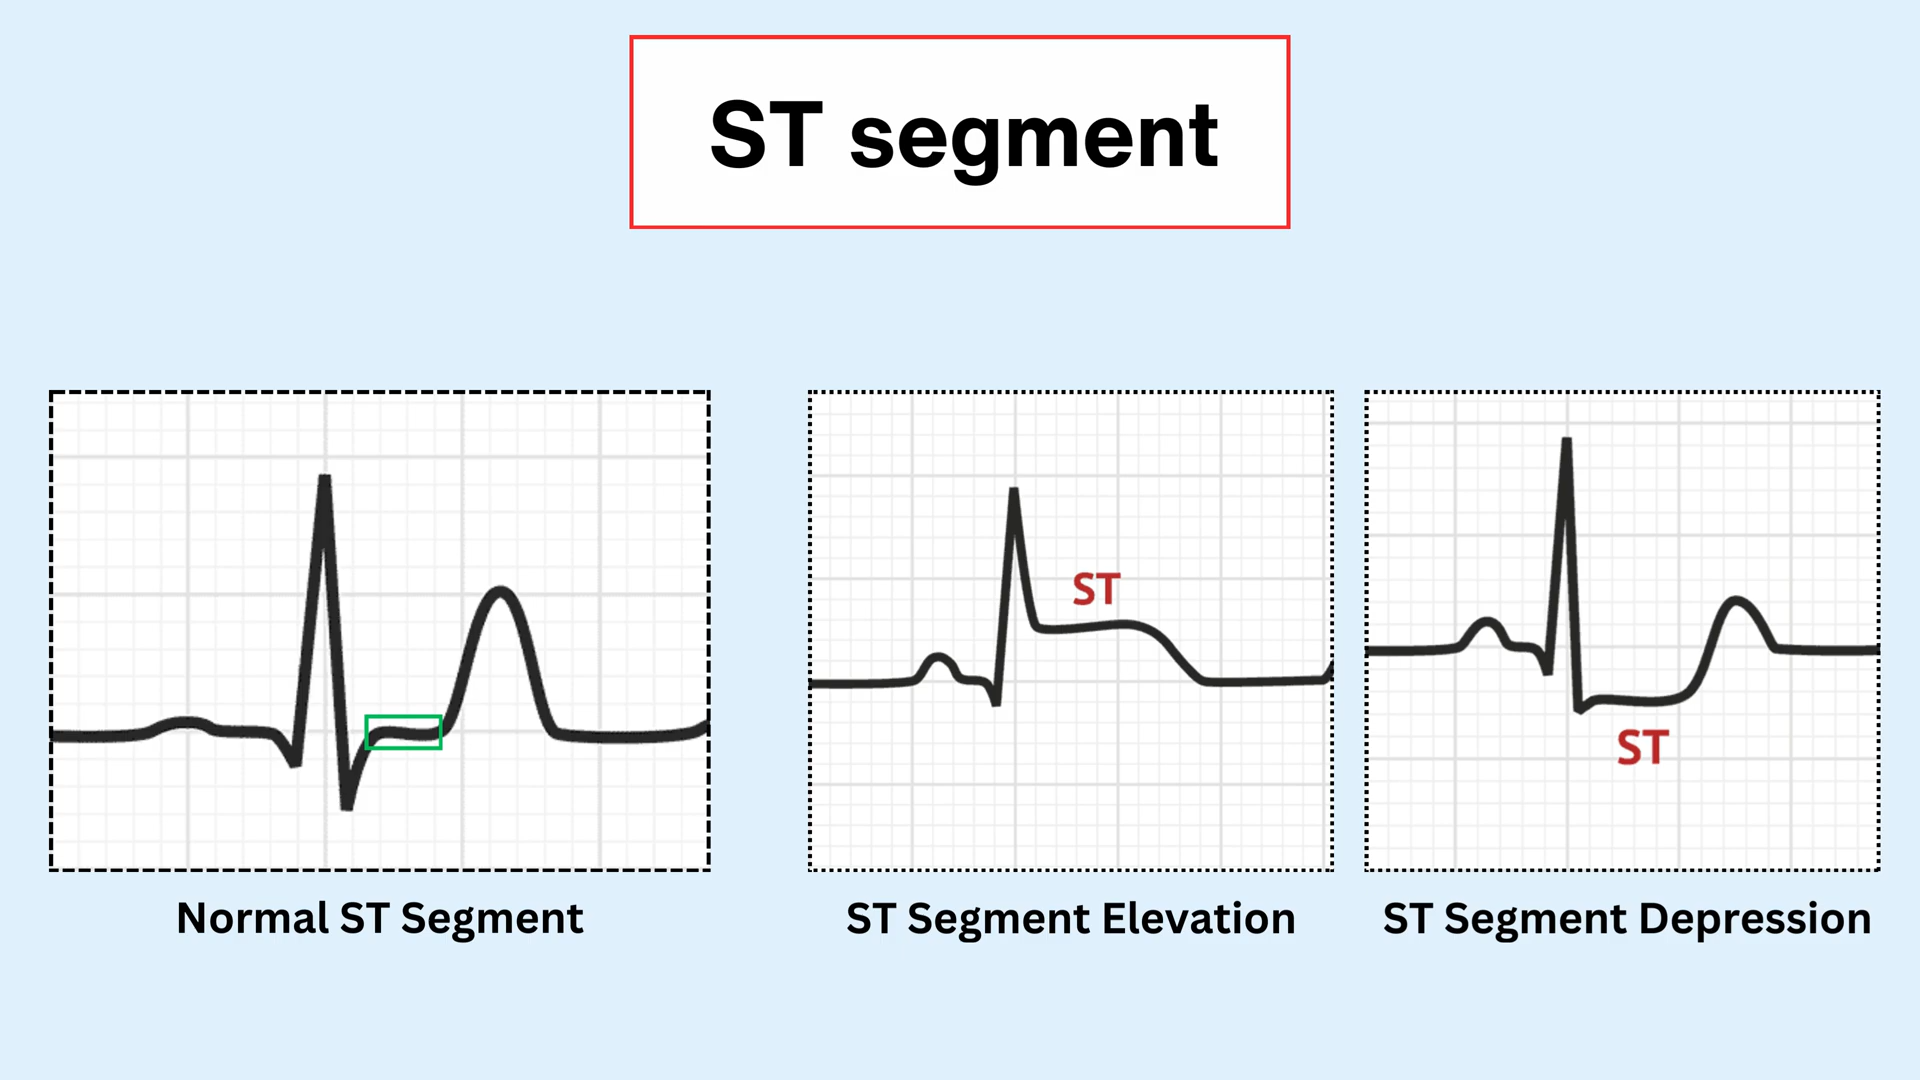 ST segment
ST
ST
Normal ST Segment
ST Segment Elevation
ST Segment Depression